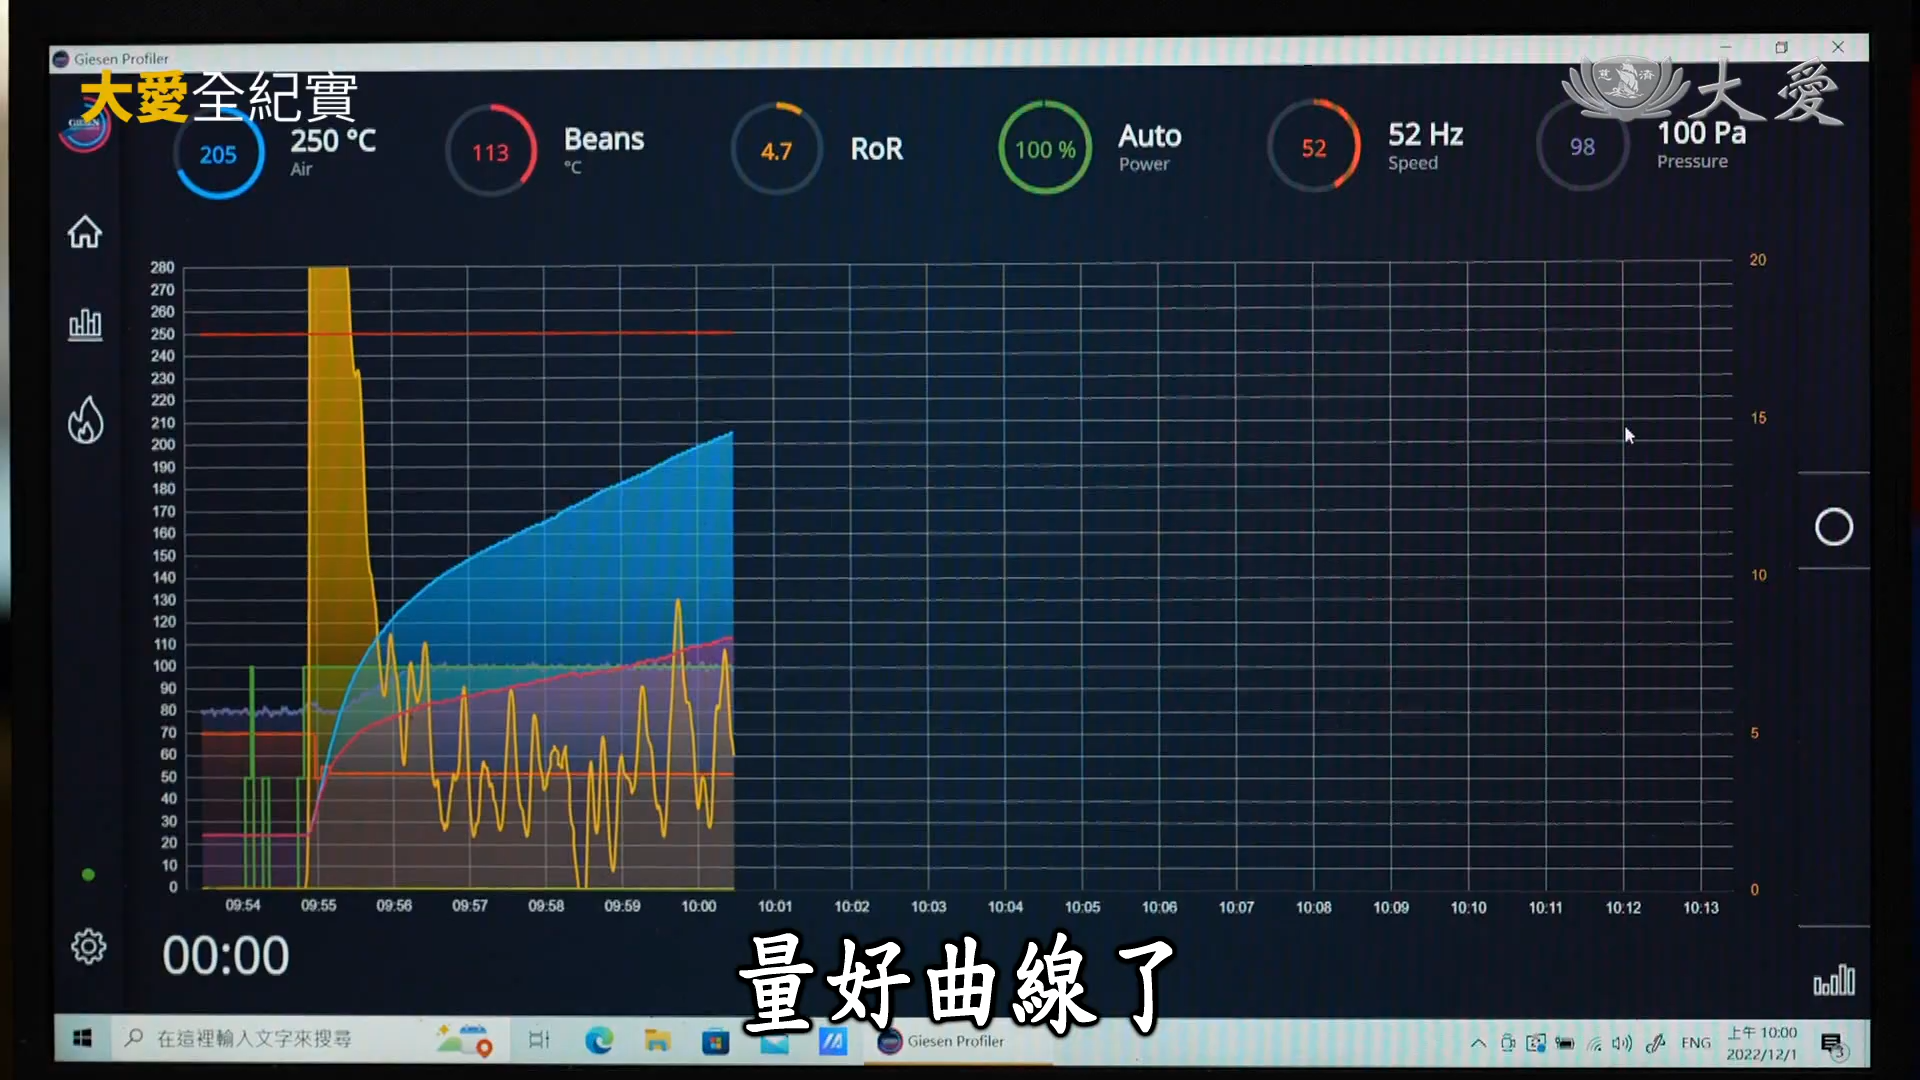 Giesen Profiler
大愛全紀實
大愛
慈濟
GIESEN
205
250 °C
Air
113
Beans
°C
4.7
RoR
100 %
Auto
Power
52
52 Hz
Speed
98
100 Pa
Pressure
280
270
260
250
240
230
220
210
200
190
180
170
160
150
140
130
120
110
100
90
80
70
60
50
40
30
20
10
0
20
15
10
5
0
09:54 09:55 09:56 09:57 09:58 09:59 10:00 10:01 10:02 10:03 10:04 10:05 10:06 10:07 10:08 10:09 10:10 10:11 10:12 10:13
00:00
量好曲線了
在這裡輸入文字來搜尋
Giesen Profiler
ENG
上午 10:00
2022/12/1
3